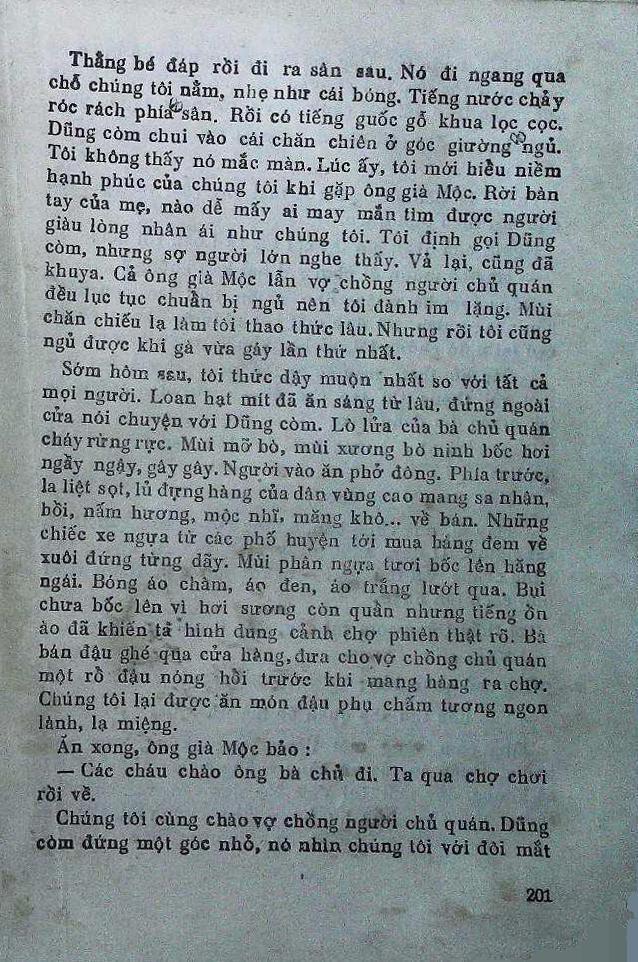 Thằng bé đáp rồi đi ra sân sau. Nó đi ngang qua
chỗ chúng tôi nằm, nhẹ như cái bóng. Tiếng nước chảy
róc rách phía sân. Rồi có tiếng guốc gỗ khua lọc cọc.
Dũng còm chui vào cái chăn chiên ở góc giường ngủ.
Tôi không thấy nó mắc màn. Lúc ấy, tôi mới hiểu niềm
hạnh phúc của chúng tôi khi gặp ông già Mộc. Rời bàn
tay của mẹ, nào dễ mấy ai may mắn tìm được người
giàu lòng nhân ái như chúng tôi. Tôi định gọi Dũng
còm, nhưng sợ người lớn nghe thấy. Vả lại, cũng đã
khuya. Cả ông già Mộc lẫn vợ chồng người chủ quán
đều lục tục chuẩn bị ngủ nên tôi đành im lặng. Mùi
chăn chiếu lạ làm tôi thao thức lâu. Nhưng rồi tôi cũng
ngủ được khi gà vừa gáy lần thứ nhất.
Sớm hôm sau, tôi thức dậy muộn nhất so với tất cả
mọi người. Loan hạt mít đã ăn sáng từ lâu, đứng ngoài
cửa nói chuyện với Dũng còm. Lò lửa của bà chủ quán
cháy rừng rực. Mùi mỡ bò, mùi xương bò ninh bốc hơi
ngầy ngậy, gây gây. Người vào ăn phở đông. Phía trước,
la liệt sọt, lủ đựng hàng của dân vùng cao mang sa nhân,
hồi, nấm hương, mộc nhĩ, măng khô... về bán. Những
chiếc xe ngựa từ các phố huyện tới mua hàng đem về
xuôi đứng từng dãy. Mùi phân ngựa tươi bốc lên hăng
ngái. Bóng áo chàm, áo đen, áo trắng lướt qua. Bụi
chưa bốc lên vì hơi sương còn quẩn nhưng tiếng ồn
ào đã khiến ta hình dung cảnh chợ phiên thật rõ. Bà
bán đậu ghé qua cửa hàng, đưa cho vợ chồng chủ quán
một rổ đậu nóng hổi trước khi mang hàng ra chợ.
Chúng tôi lại được ăn món đậu phụ chấm tương ngon
lành, lạ miệng.
Ăn xong, ông già Mộc bảo :
— Các cháu chào ông bà chủ đi. Ta qua chợ chơi
rồi về.
Chúng tôi cùng chào vợ chồng người chủ quán. Dũng
còm đứng một góc nhỏ, nó nhìn chúng tôi với đôi mắt
201